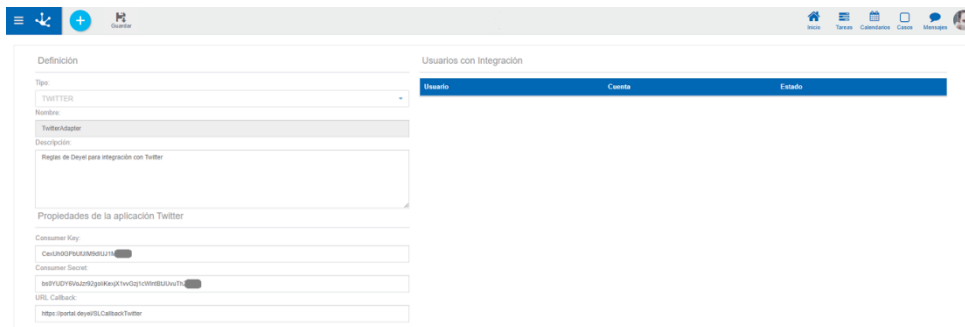 Guardar
Inicio Tareas Calendarios Casos Mensajes
Definición
Tipo:
TWITTER
Nombre:
TwitterAdapter
Descripción:
Reglas de Deyel para integración con Twitter
Propiedades de la aplicación Twitter
Consumer Key:
Consumer Secret:
URL Callback:
https://portal.deyel/SLCallbackTwitter
Usuarios con Integración
Usuario Cuenta Estado